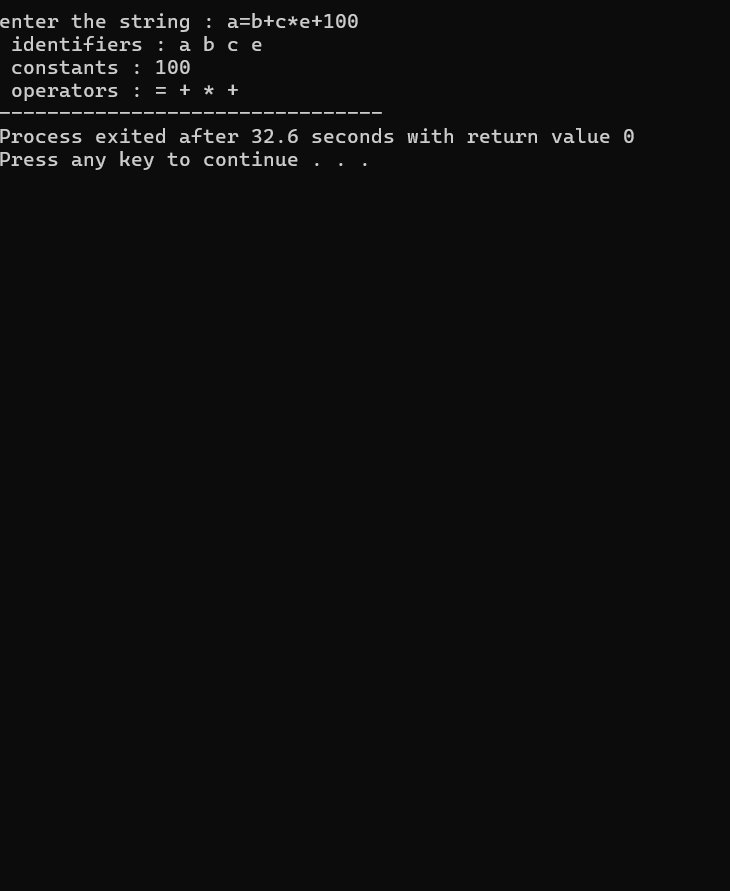 enter the string : a=b+c*e+100
 identifiers : a b c e
 constants : 100
 operators : = + * +
--------------------------------
Process exited after 32.6 seconds with return value 0
Press any key to continue . . .